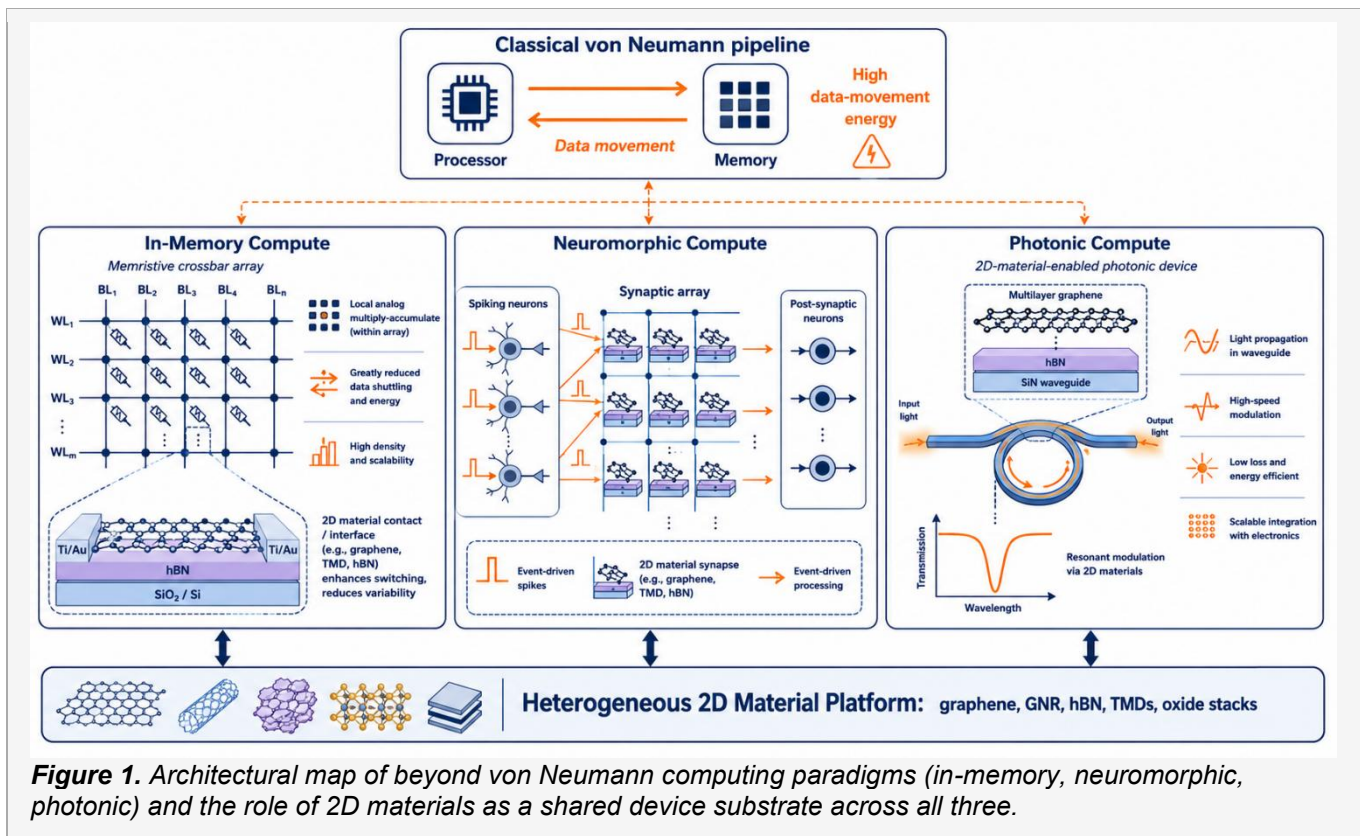 Classical von Neumann pipeline
Processor
Data movement
Memory
High
data-movement
energy
In-Memory Compute
Memristive crossbar array
BL₁ BL₂ BL₃ BL₄ BLₙ
WL₁
WL₂
WL₃
WLₘ
Local analog
multiply-accumulate
(within array)
Greatly reduced
data shuttling
and energy
High density
and scalability
Ti/Au
Ti/Au
hBN
SiO₂ / Si
2D material contact
/ interface
(e.g., graphene,
TMD, hBN)
enhances switching,
reduces variability
Neuromorphic Compute
Spiking neurons
Synaptic array
Post-synaptic
neurons
Event-driven
spikes
2D material synapse
(e.g., graphene,
TMD, hBN)
Event-driven
processing
Photonic Compute
2D-material-enabled photonic device
Multilayer graphene
hBN
SiN waveguide
Input
light
Output
light
Light propagation
in waveguide
High-speed
modulation
Low loss and
energy efficient
Scalable integration
with electronics
Transmission
Wavelength
Resonant modulation
via 2D materials
Heterogeneous 2D Material Platform: graphene, GNR, hBN, TMDs, oxide stacks
Figure 1. Architectural map of beyond von Neumann computing paradigms (in-memory, neuromorphic,
photonic) and the role of 2D materials as a shared device substrate across all three.